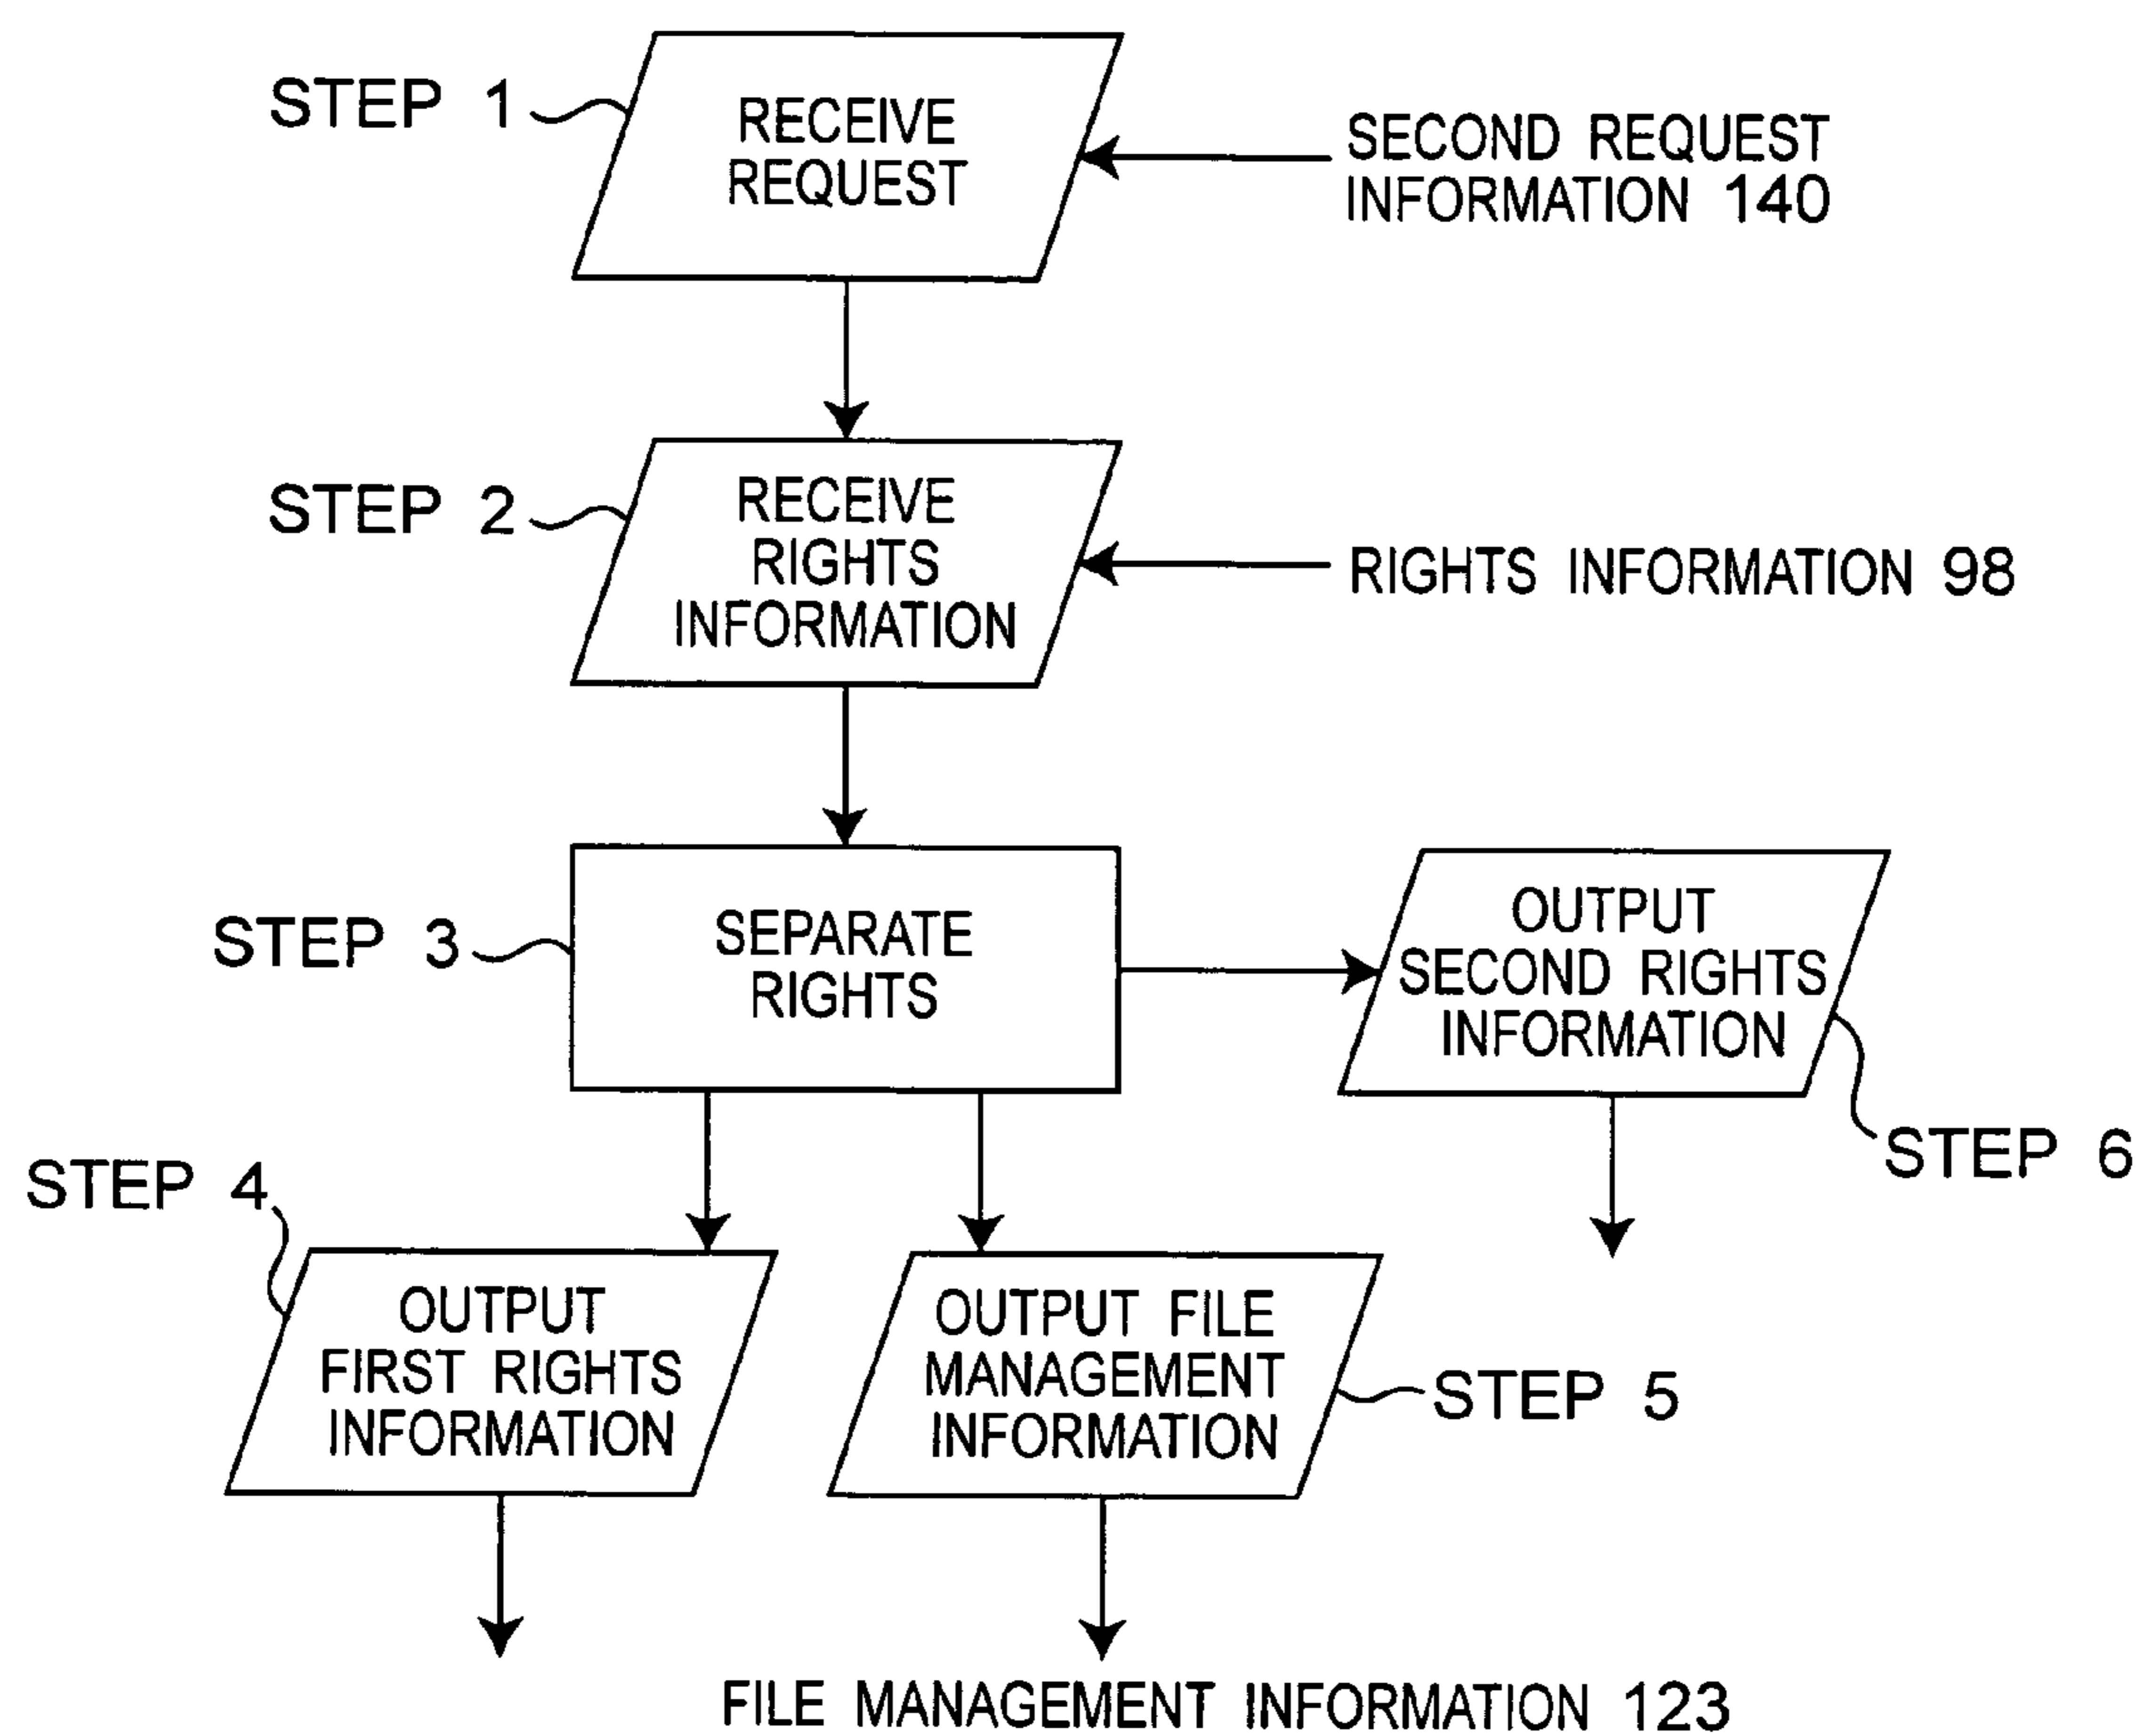 STEP 1
RECEIVE
REQUEST
SECOND REQUEST
INFORMATION 140
STEP 2
RECEIVE
RIGHTS
INFORMATION
RIGHTS INFORMATION 98
STEP 3
SEPARATE
RIGHTS
OUTPUT
SECOND RIGHTS
INFORMATION
STEP 6
STEP 4
OUTPUT
FIRST RIGHTS
INFORMATION
OUTPUT FILE
MANAGEMENT
INFORMATION
STEP 5
FILE MANAGEMENT INFORMATION 123